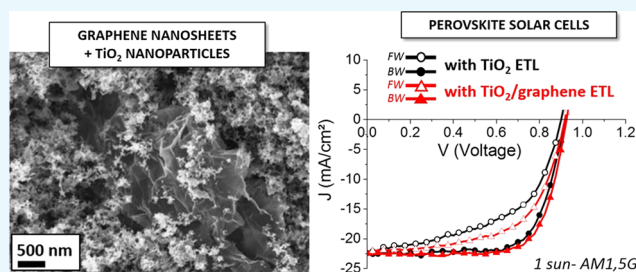 GRAPHENE NANOSHEETS
+ TiO₂ NANOPARTICLES
500 nm
PEROVSKITE SOLAR CELLS
FW
BW
with TiO₂ ETL
FW
BW
with TiO₂/graphene ETL
10
5
0
-5
-10
-15
-20
-25
J (mA/cm²)
0.0 0.2 0.4 0.6 0.8 1.0 1.2
V (Voltage)
1 sun- AM1,5G